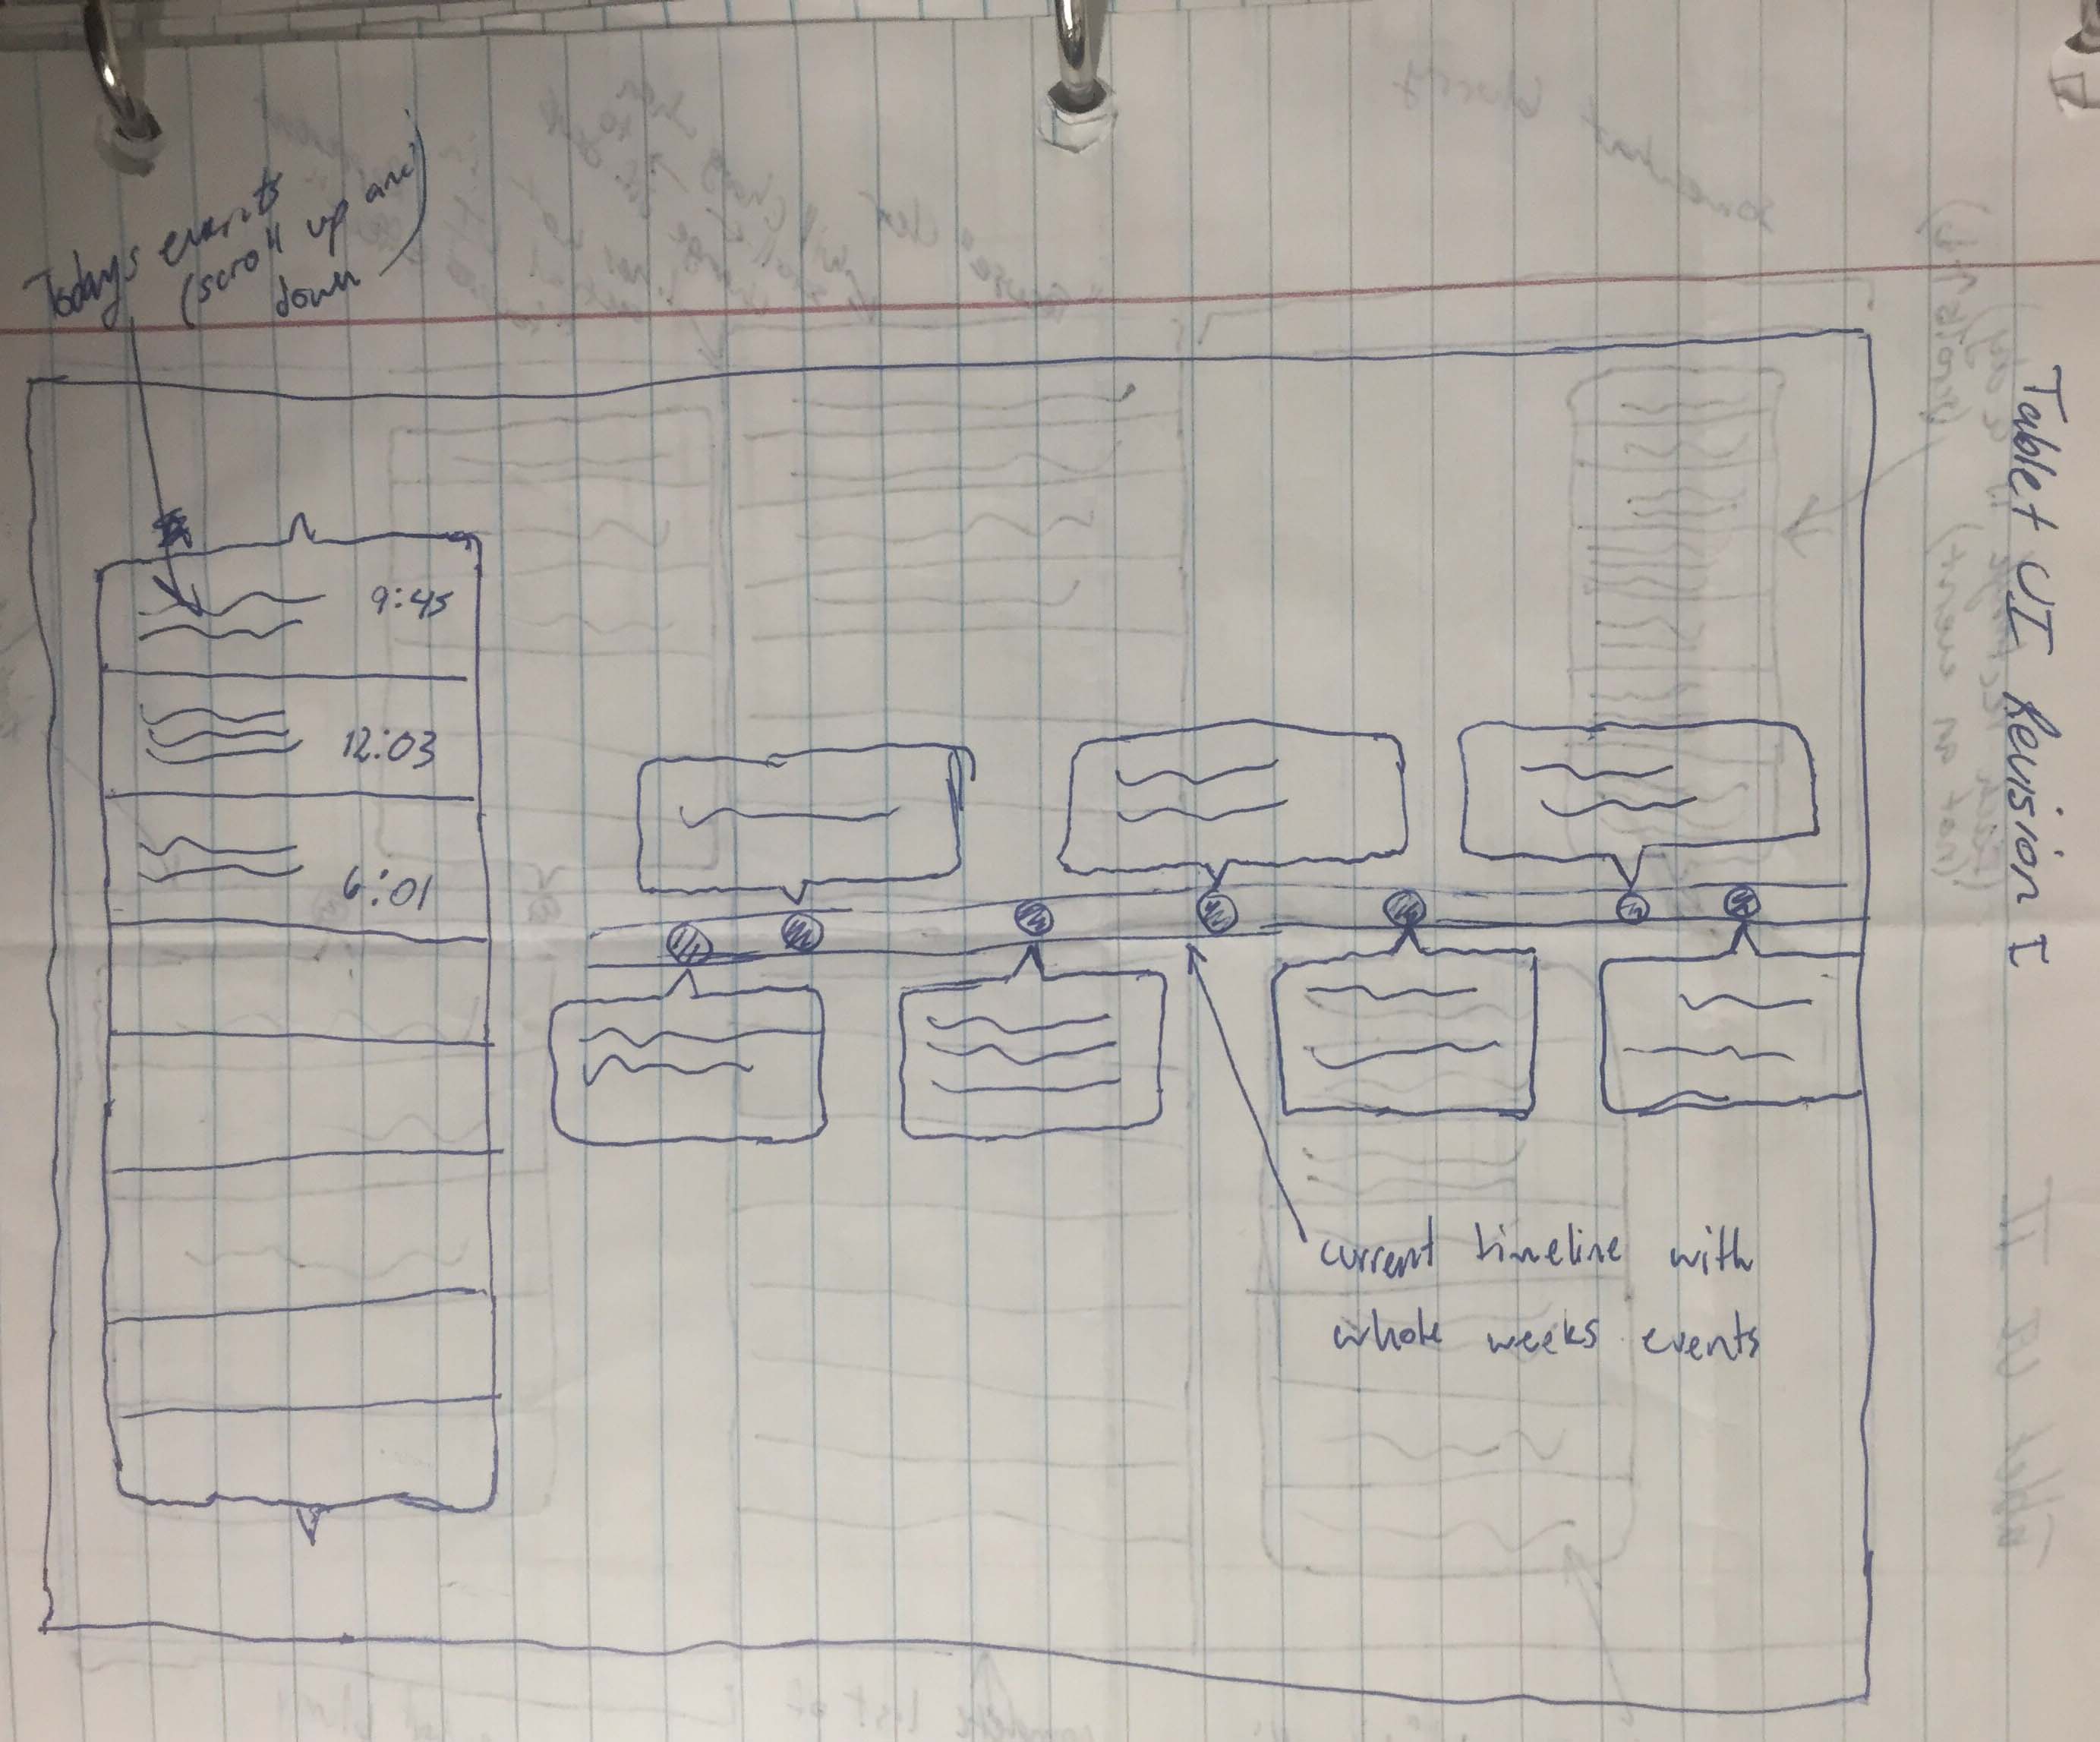 Todays events
(scroll up and
down)
Tablet UI Revision I
9:45
12:03
6:01
current timeline with
whole weeks events